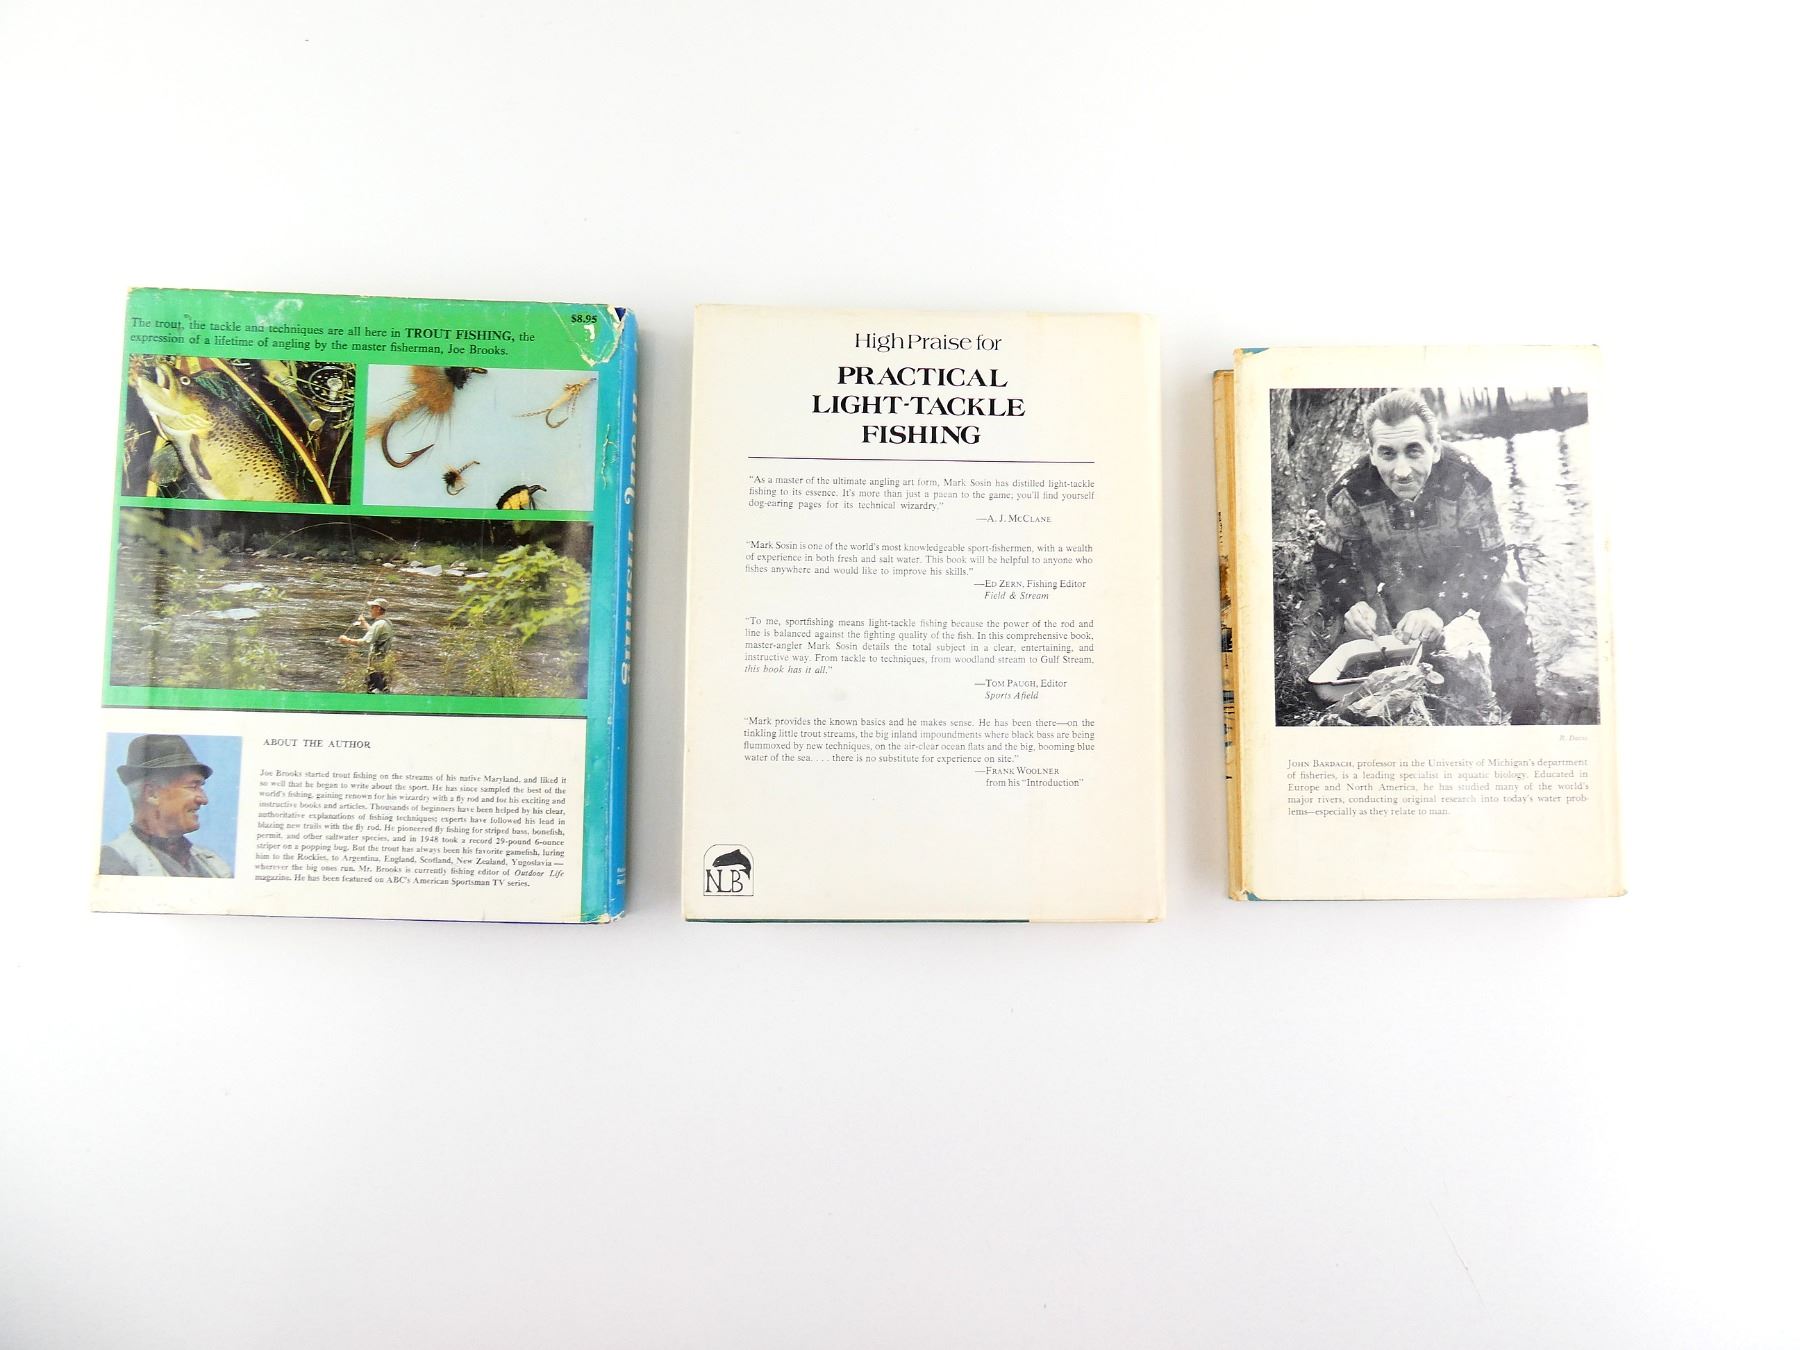 The trout, the tackle and techniques are all here in TROUT FISHING, the
expression of a lifetime of angling by the master fisherman, Joe Brooks.
$8.95
ABOUT THE AUTHOR
Joe Brooks started trout fishing on the streams of his native Maryland, and liked it
so well that he began to write about the sport. He has since sampled the best of the
world's fishing, gaining renown for his wizardry with a fly rod and for his exciting and
instructive books and articles. Thousands of beginners have been helped by his clear,
authoritative explanations of fishing techniques; experts have followed his lead in
blazing new trails with the fly rod. He pioneered fly fishing for striped bass, bonefish,
permit, and other saltwater species, and in 1948 took a record 29-pound 6-ounce
striper on a popping bug. But the trout has always been his favorite gamefish, luring
him to the Rockies, to Argentina, England, Scotland, New Zealand, Yugoslavia —
wherever the big ones run. Mr. Brooks is currently fishing editor of Outdoor Life
magazine. He has been featured on ABC's American Sportsman TV series.
Trout Fishing
High Praise for
PRACTICAL
LIGHT-TACKLE
FISHING
"As a master of the ultimate angling art form, Mark Sosin has distilled light-tackle
fishing to its essence. It's more than just a paean to the game; you'll find yourself
dog-earing pages for its technical wizardry."
—A. J. McClane
"Mark Sosin is one of the world's most knowledgeable sport-fishermen, with a wealth
of experience in both fresh and salt water. This book will be helpful to anyone who
fishes anywhere and would like to improve his skills."
—Ed Zern, Fishing Editor
Field & Stream
"To me, sportfishing means light-tackle fishing because the power of the rod and
line is balanced against the fighting quality of the fish. In this comprehensive book,
master-angler Mark Sosin details the total subject in a clear, entertaining, and
instructive way. From tackle to techniques, from woodland stream to Gulf Stream,
this book has it all."
—Tom Paugh, Editor
Sports Afield
"Mark provides the known basics and he makes sense. He has been there—on the
tinkling little trout streams, the big inland impoundments where black bass are being
flummoxed by new techniques, on the air-clear ocean flats and the big, booming blue
water of the sea. . . . there is no substitute for experience on site."
—Frank Woolner
from his "Introduction"
NLB
R. Davis
John Bardach, professor in the University of Michigan's department
of fisheries, is a leading specialist in aquatic biology. Educated in
Europe and North America, he has studied many of the world's
major rivers, conducting original research into today's water prob-
lems—especially as they relate to man.